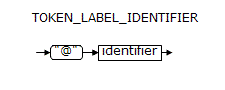 TOKEN_LABEL_IDENTIFIER
"@" identifier